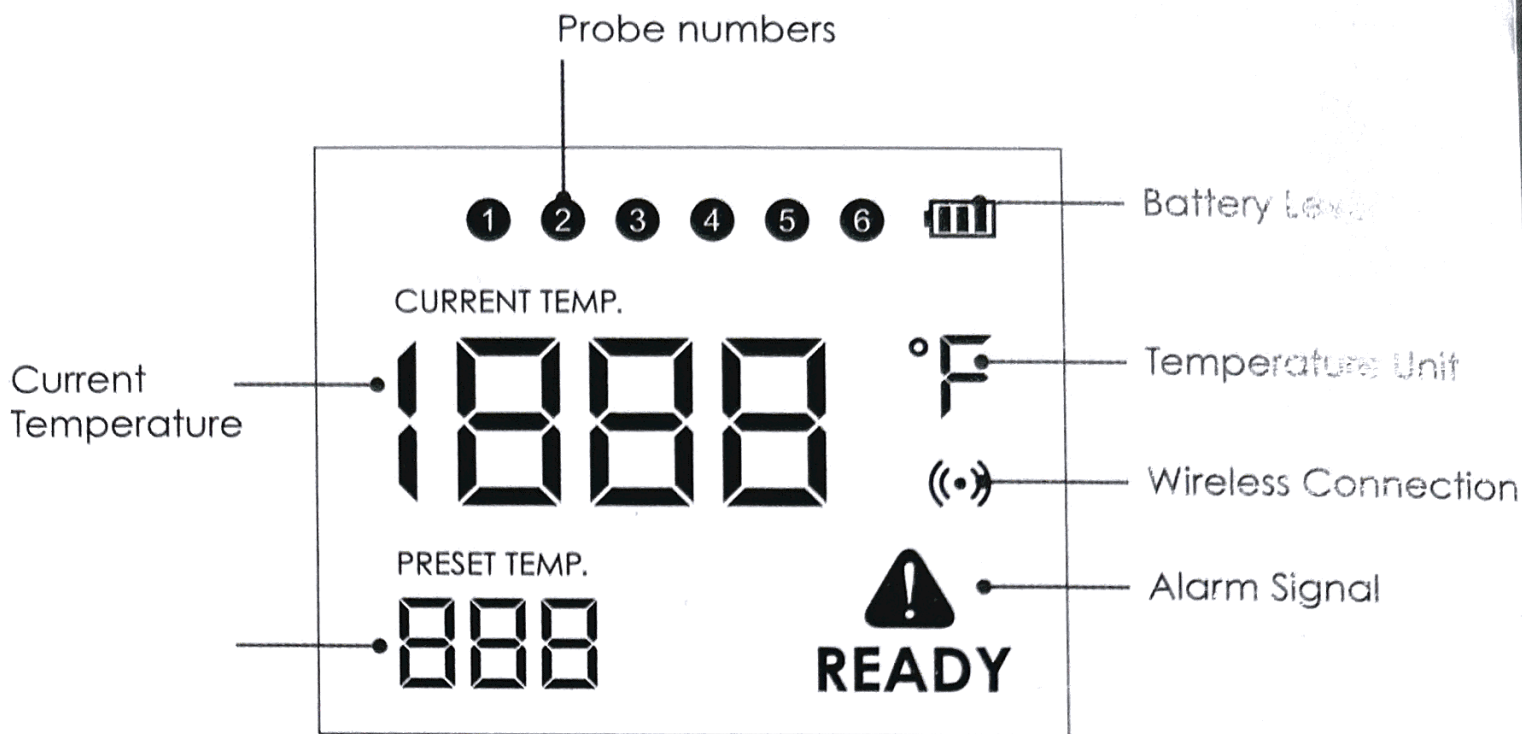 Probe numbers
1 2 3 4 5 6
Battery
CURRENT TEMP.
Current
Temperature
1888
°F
Temperature Unit
Wireless Connection
PRESET TEMP.
888
Alarm Signal
READY